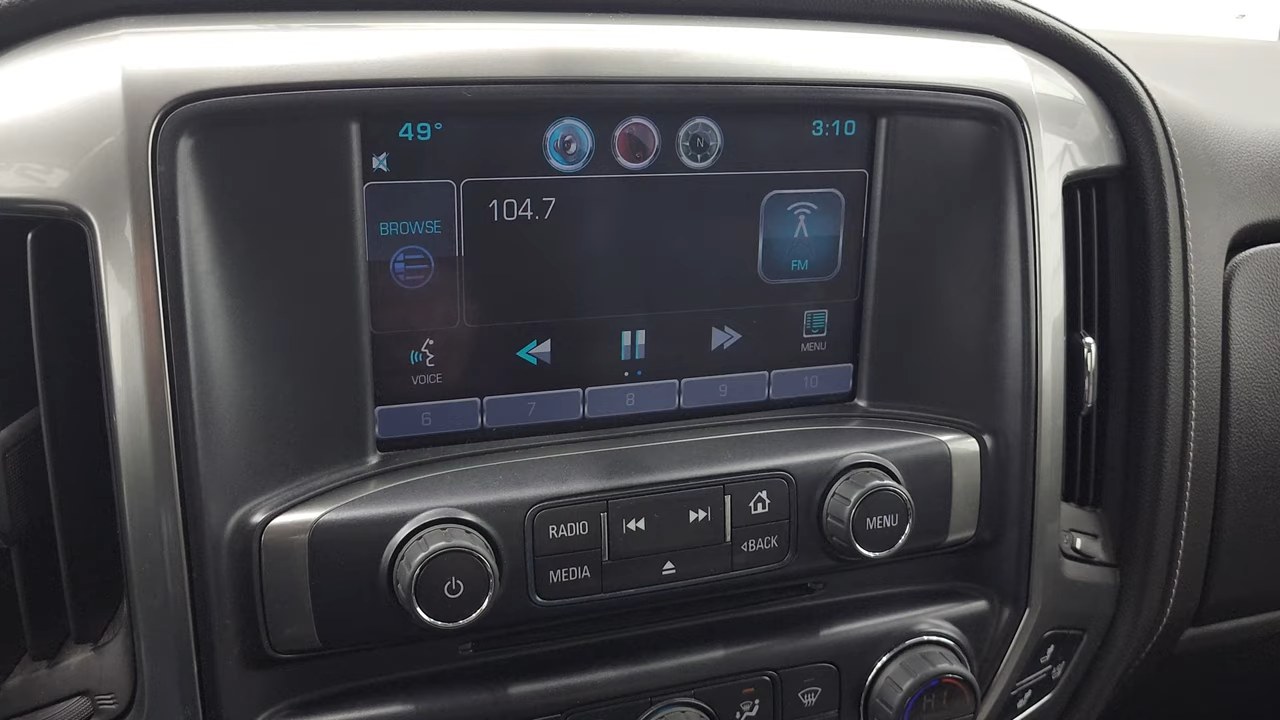 49° 3:10
N
BROWSE
104.7
FM
VOICE
MENU
6 7 8 9 10
RADIO
MEDIA
BACK
MENU